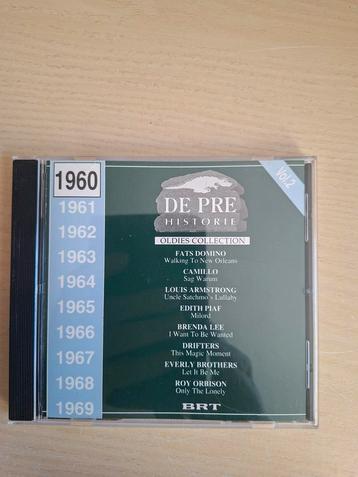 1960
1961
1962
1963
1964
1965
1966
1967
1968
1969
Vol.2
DE PRE
HISTORIE
OLDIES COLLECTION
FATS DOMINO
Walking To New Orleans
CAMILLO
Sag Warum
LOUIS ARMSTRONG
Uncle Satchmo's Lullaby
EDITH PIAF
Milord
BRENDA LEE
I Want To Be Wanted
DRIFTERS
This Magic Moment
EVERLY BROTHERS
Let It Be Me
ROY ORBISON
Only The Lonely
BRT